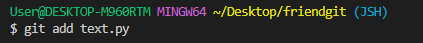 User@DESKTOP-M960RTM MINGW64 ~/Desktop/friendgit (JSH)
$ git add text.py